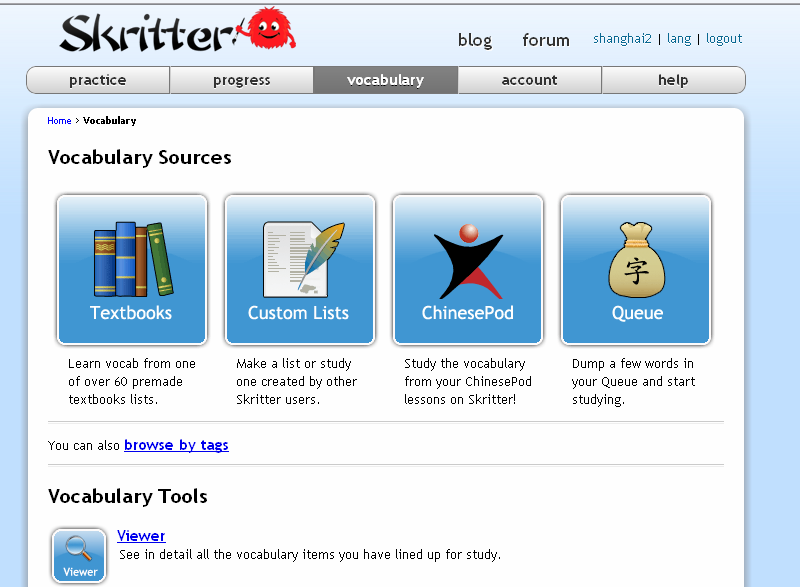 Skritter
blog forum shanghai2 | lang | logout
practice progress vocabulary account help
Home > Vocabulary
Vocabulary Sources
字
Textbooks Custom Lists ChinesePod Queue
Learn vocab from one
of over 60 premade
textbooks lists.
Make a list or study
one created by other
Skritter users.
Study the vocabulary
from your ChinesePod
lessons on Skritter!
Dump a few words in
your Queue and start
studying.
You can also browse by tags
Vocabulary Tools
Viewer
See in detail all the vocabulary items you have lined up for study.
Viewer